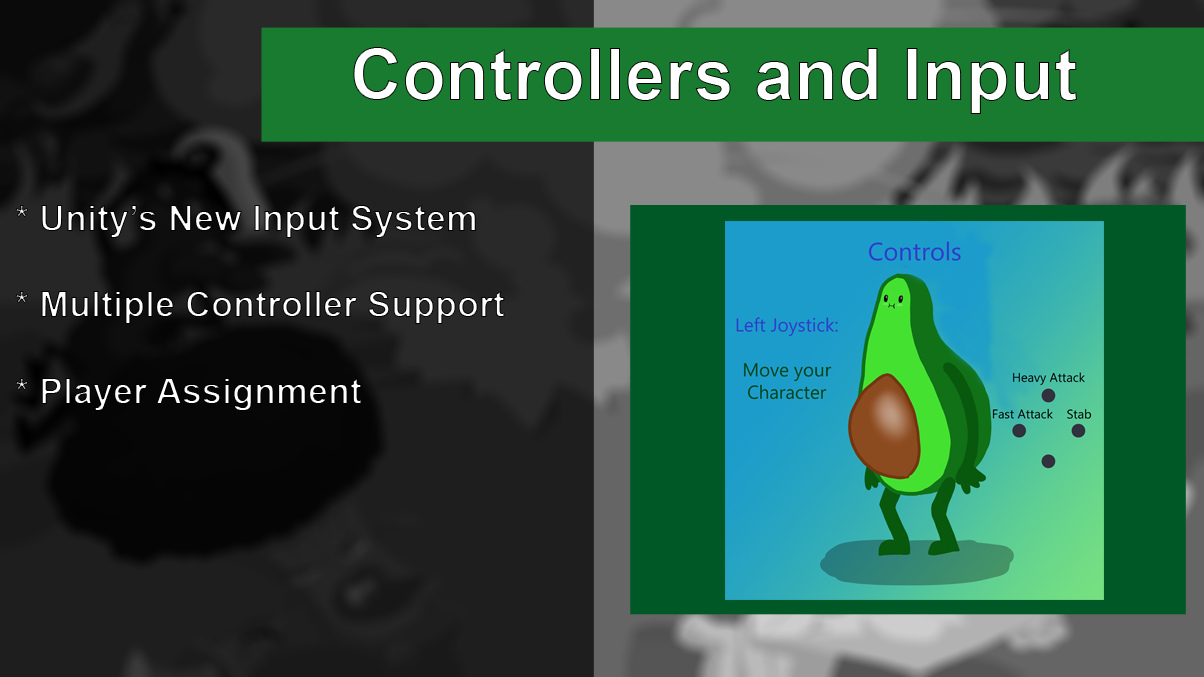 Controllers and Input
* Unity’s New Input System
* Multiple Controller Support
* Player Assignment
Controls
Left Joystick:
Move your
Character
Heavy Attack
Fast Attack
Stab